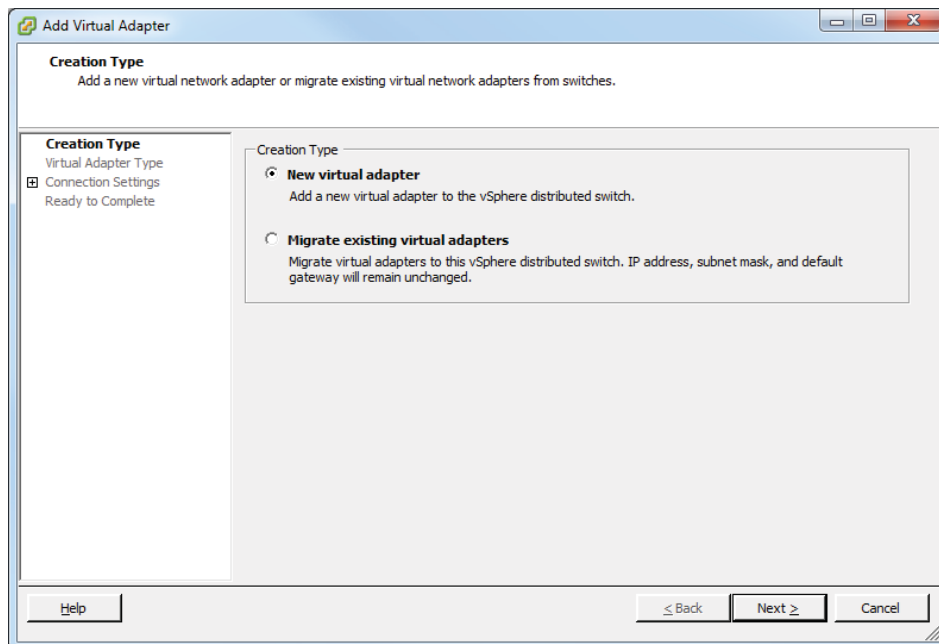 Add Virtual Adapter
Creation Type
Add a new virtual network adapter or migrate existing virtual network adapters from switches.
Creation Type
Virtual Adapter Type
Connection Settings
Ready to Complete
Creation Type
New virtual adapter
Add a new virtual adapter to the vSphere distributed switch.
Migrate existing virtual adapters
Migrate virtual adapters to this vSphere distributed switch. IP address, subnet mask, and default
gateway will remain unchanged.
Help
< Back
Next >
Cancel